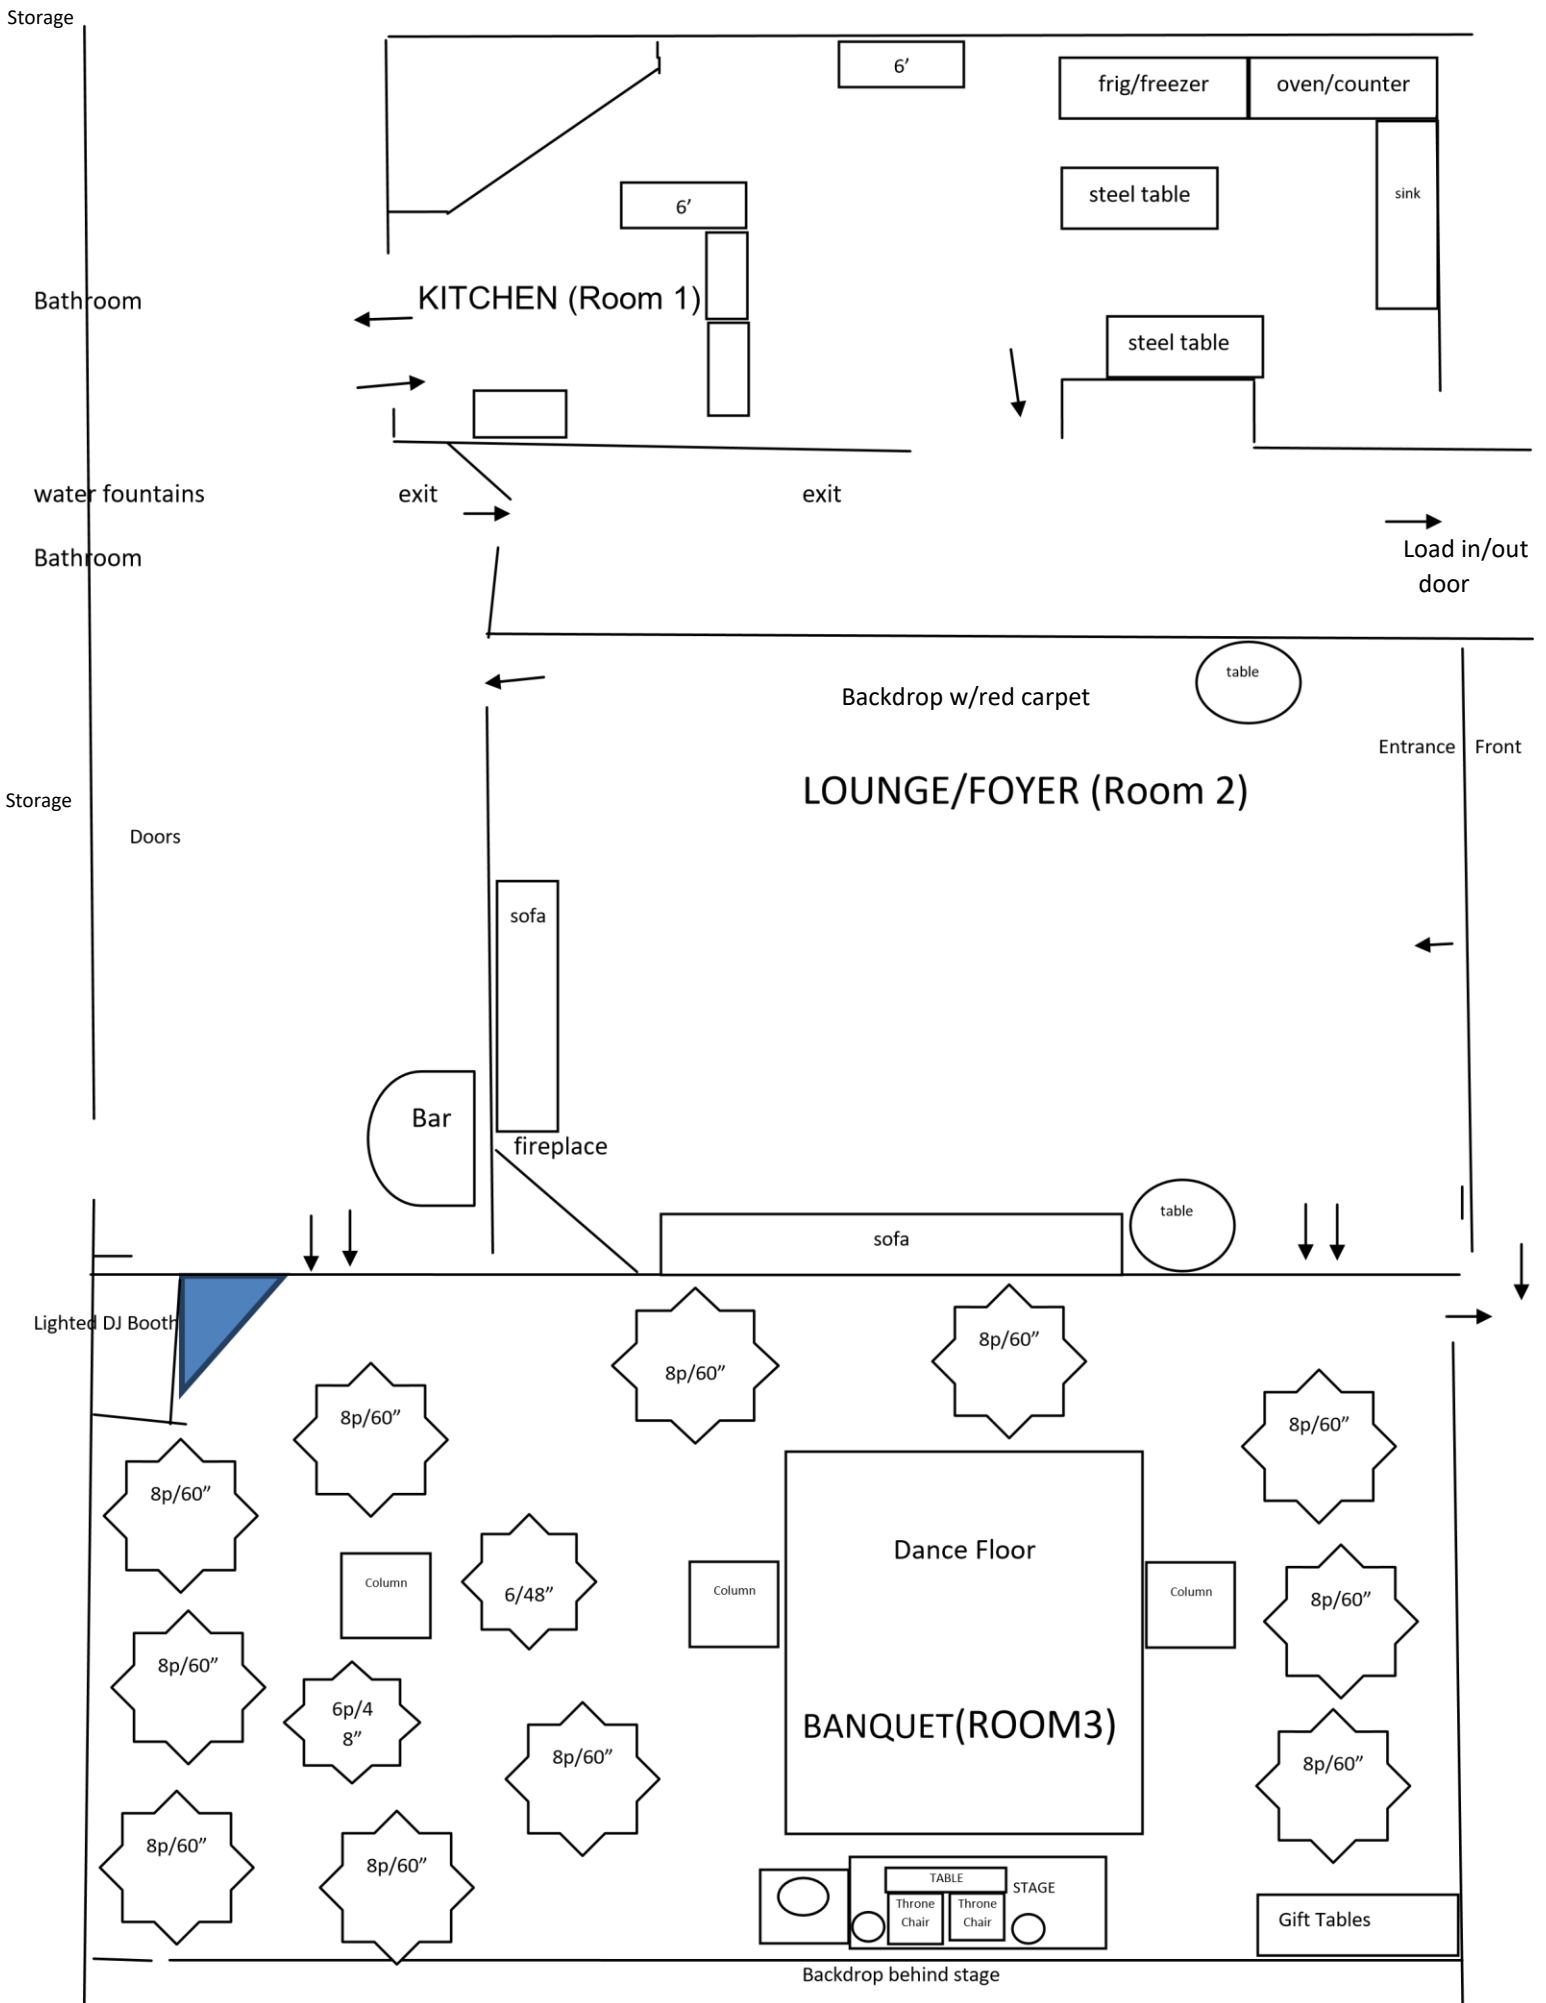 Storage
6’
frig/freezer
oven/counter
6’
steel table
sink
Bathroom
KITCHEN (Room 1)
steel table
water fountains
exit
exit
Bathroom
Load in/out
door
table
Backdrop w/red carpet
Entrance
Front
LOUNGE/FOYER (Room 2)
Storage
Doors
sofa
Bar
fireplace
table
sofa
Lighted DJ Booth
8p/60”
8p/60”
8p/60”
8p/60”
8p/60”
Dance Floor
Column
6/48”
Column
Column
8p/60”
8p/60”
6p/4
8”
BANQUET(ROOM3)
8p/60”
8p/60”
8p/60”
8p/60”
TABLE
STAGE
Throne
Chair
Throne
Chair
Gift Tables
Backdrop behind stage